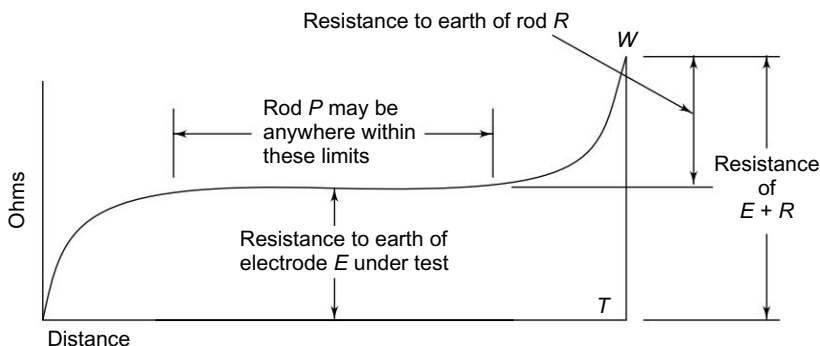 Resistance to earth of rod R
W
Rod P may be
anywhere within
these limits
Ohms
Resistance
of
E + R
Resistance to earth of
electrode E under test
T
Distance